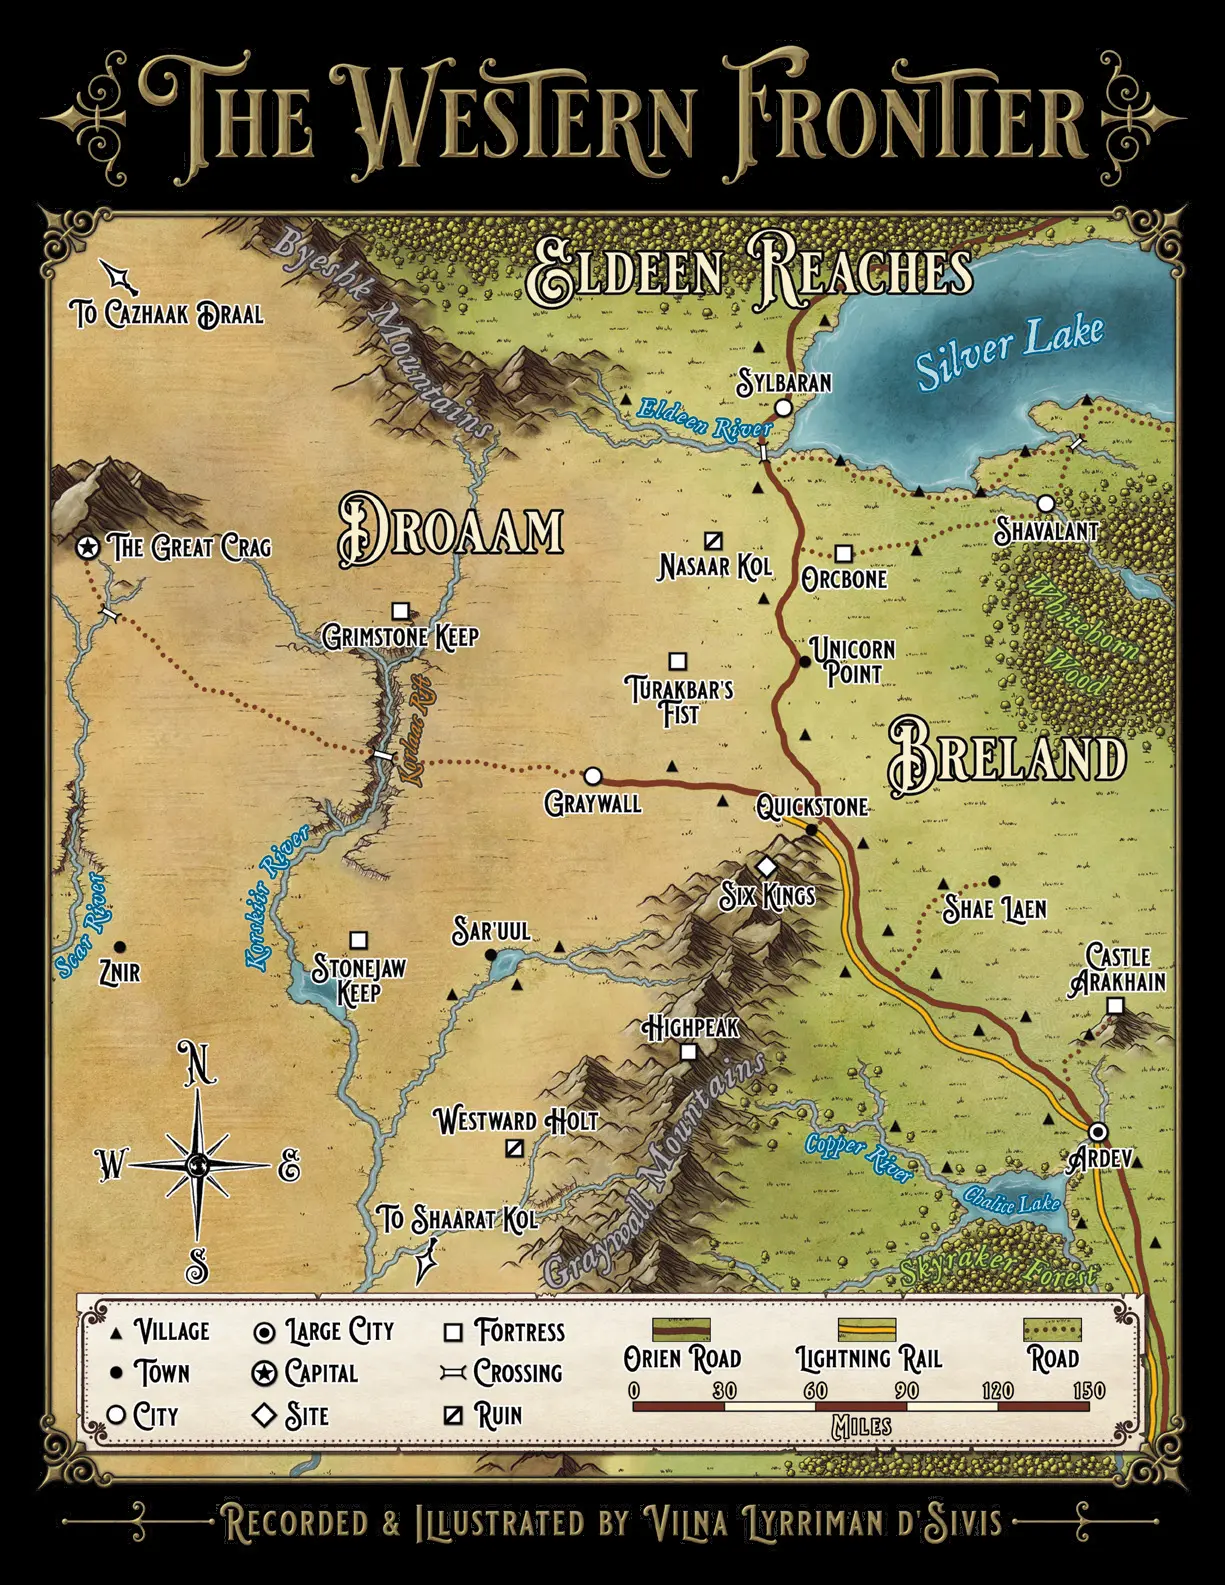 The Western Frontier
Byeshk Mountains
Eldeen Reaches
To Cazhaak Draal
Silver Lake
Sylbaran
Eldeen River
Droaam
The Great Crag
Shavalant
Nasaar Kol
Orcbone
Grimstone Keep
Whitehorn
Wood
Unicorn
Point
Turakbar's
Fist
Korlaac Rift
Breland
Graywall
Quickstone
Korskiir River
Six Kings
Shae Laen
Scar River
Znir
Sar'uul
Stonejaw
Keep
Castle
Arakhain
Highpeak
N
W
E
S
Westward Holt
Graywall Mountains
Copper River
Ardev
Chalice Lake
To Shaarat Kol
Skyraker Forest
Village
Large City
Fortress
Orien Road
Lightning Rail
Road
Town
Capital
Crossing
0 30 60 90 120 150
City
Site
Ruin
Miles
Recorded & Illustrated by Vilna Lyrriman d'Sivis